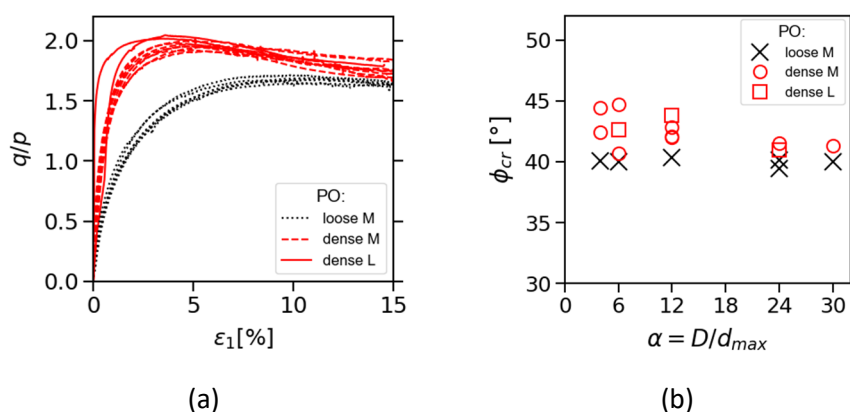 2.0
1.5
1.0
0.5
0.0
q/p
PO:
loose M
dense M
dense L
0 5 10 15
ε₁[%]
(a)
50
45
40
35
30
ϕcr [°]
PO:
loose M
dense M
dense L
0 6 12 18 24 30
α = D/dmax
(b)